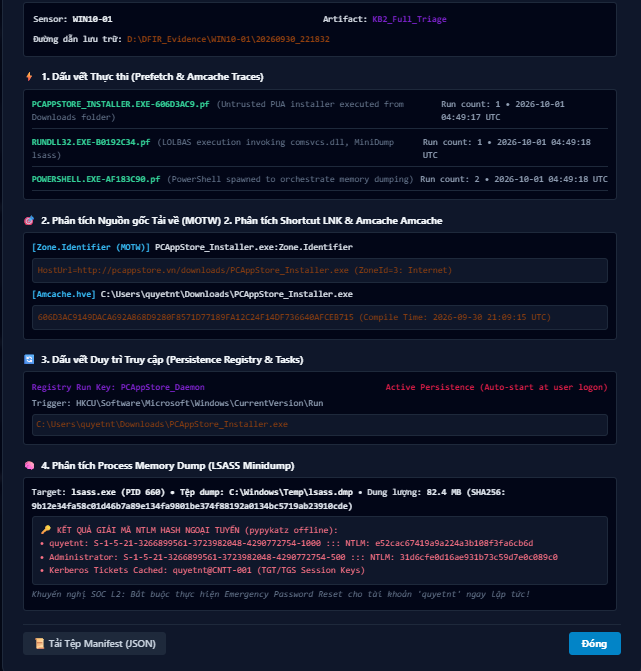 Sensor: WIN10-01 Artifact: KB2_Full_Triage
Đường dẫn lưu trữ: D:\DFIR_Evidence\WIN10-01\20260930_221832
⚡ 1. Dấu vết Thực thi (Prefetch & Amcache Traces)
PCAPPSTORE_INSTALLER.EXE-606D3AC9.pf (Untrusted PUA installer executed from Downloads folder) Run count: 1 • 2026-10-01 04:49:17 UTC
RUNDLL32.EXE-B0192C34.pf (LOLBAS execution invoking comsvcs.dll, MiniDump lsass) Run count: 1 • 2026-10-01 04:49:18 UTC
POWERSHELL.EXE-AF183C90.pf (PowerShell spawned to orchestrate memory dumping) Run count: 2 • 2026-10-01 04:49:18 UTC
🎯 2. Phân tích Nguồn gốc Tải về (MOTW) 2. Phân tích Shortcut LNK & Amcache Amcache
[Zone.Identifier (MOTW)] PCAppStore_Installer.exe:Zone.Identifier
HostUrl=http://pcappstore.vn/downloads/PCAppStore_Installer.exe (ZoneId=3: Internet)
[Amcache.hve] C:\Users\quyetnt\Downloads\PCAppStore_Installer.exe
606D3AC9149DACA692A868D9280F8571D77189FA12C24F14DF736640AFCEB715 (Compile Time: 2026-09-30 21:09:15 UTC)
🔄 3. Dấu vết Duy trì Truy cập (Persistence Registry & Tasks)
Registry Run Key: PCAppStore_Daemon Active Persistence (Auto-start at user logon)
Trigger: HKCU\Software\Microsoft\Windows\CurrentVersion\Run
C:\Users\quyetnt\Downloads\PCAppStore_Installer.exe
🧠 4. Phân tích Process Memory Dump (LSASS Minidump)
Target: lsass.exe (PID 660) • Tệp dump: C:\Windows\Temp\lsass.dmp • Dung lượng: 82.4 MB (SHA256:
9b12e34fa58c01d46b7a89e134fa9801be374f88192a0134bc5719ab23910cde)
🔑 KẾT QUẢ GIẢI MÃ NTLM HASH NGOẠI TUYẾN (pypykatz offline):
• quyetnt: S-1-5-21-3266899561-3723982048-4290772754-1000 ::: NTLM: e52cac67419a9a224a3b108f3fa6cb6d
• Administrator: S-1-5-21-3266899561-3723982048-4290772754-500 ::: NTLM: 31d6cfe0d16ae931b73c59d7e0c089c0
• Kerberos Tickets Cached: quyetnt@CNTT-001 (TGT/TGS Session Keys)
Khuyến nghị SOC L2: Bắt buộc thực hiện Emergency Password Reset cho tài khoản 'quyetnt' ngay lập tức!
📜 Tải Tệp Manifest (JSON) Đóng